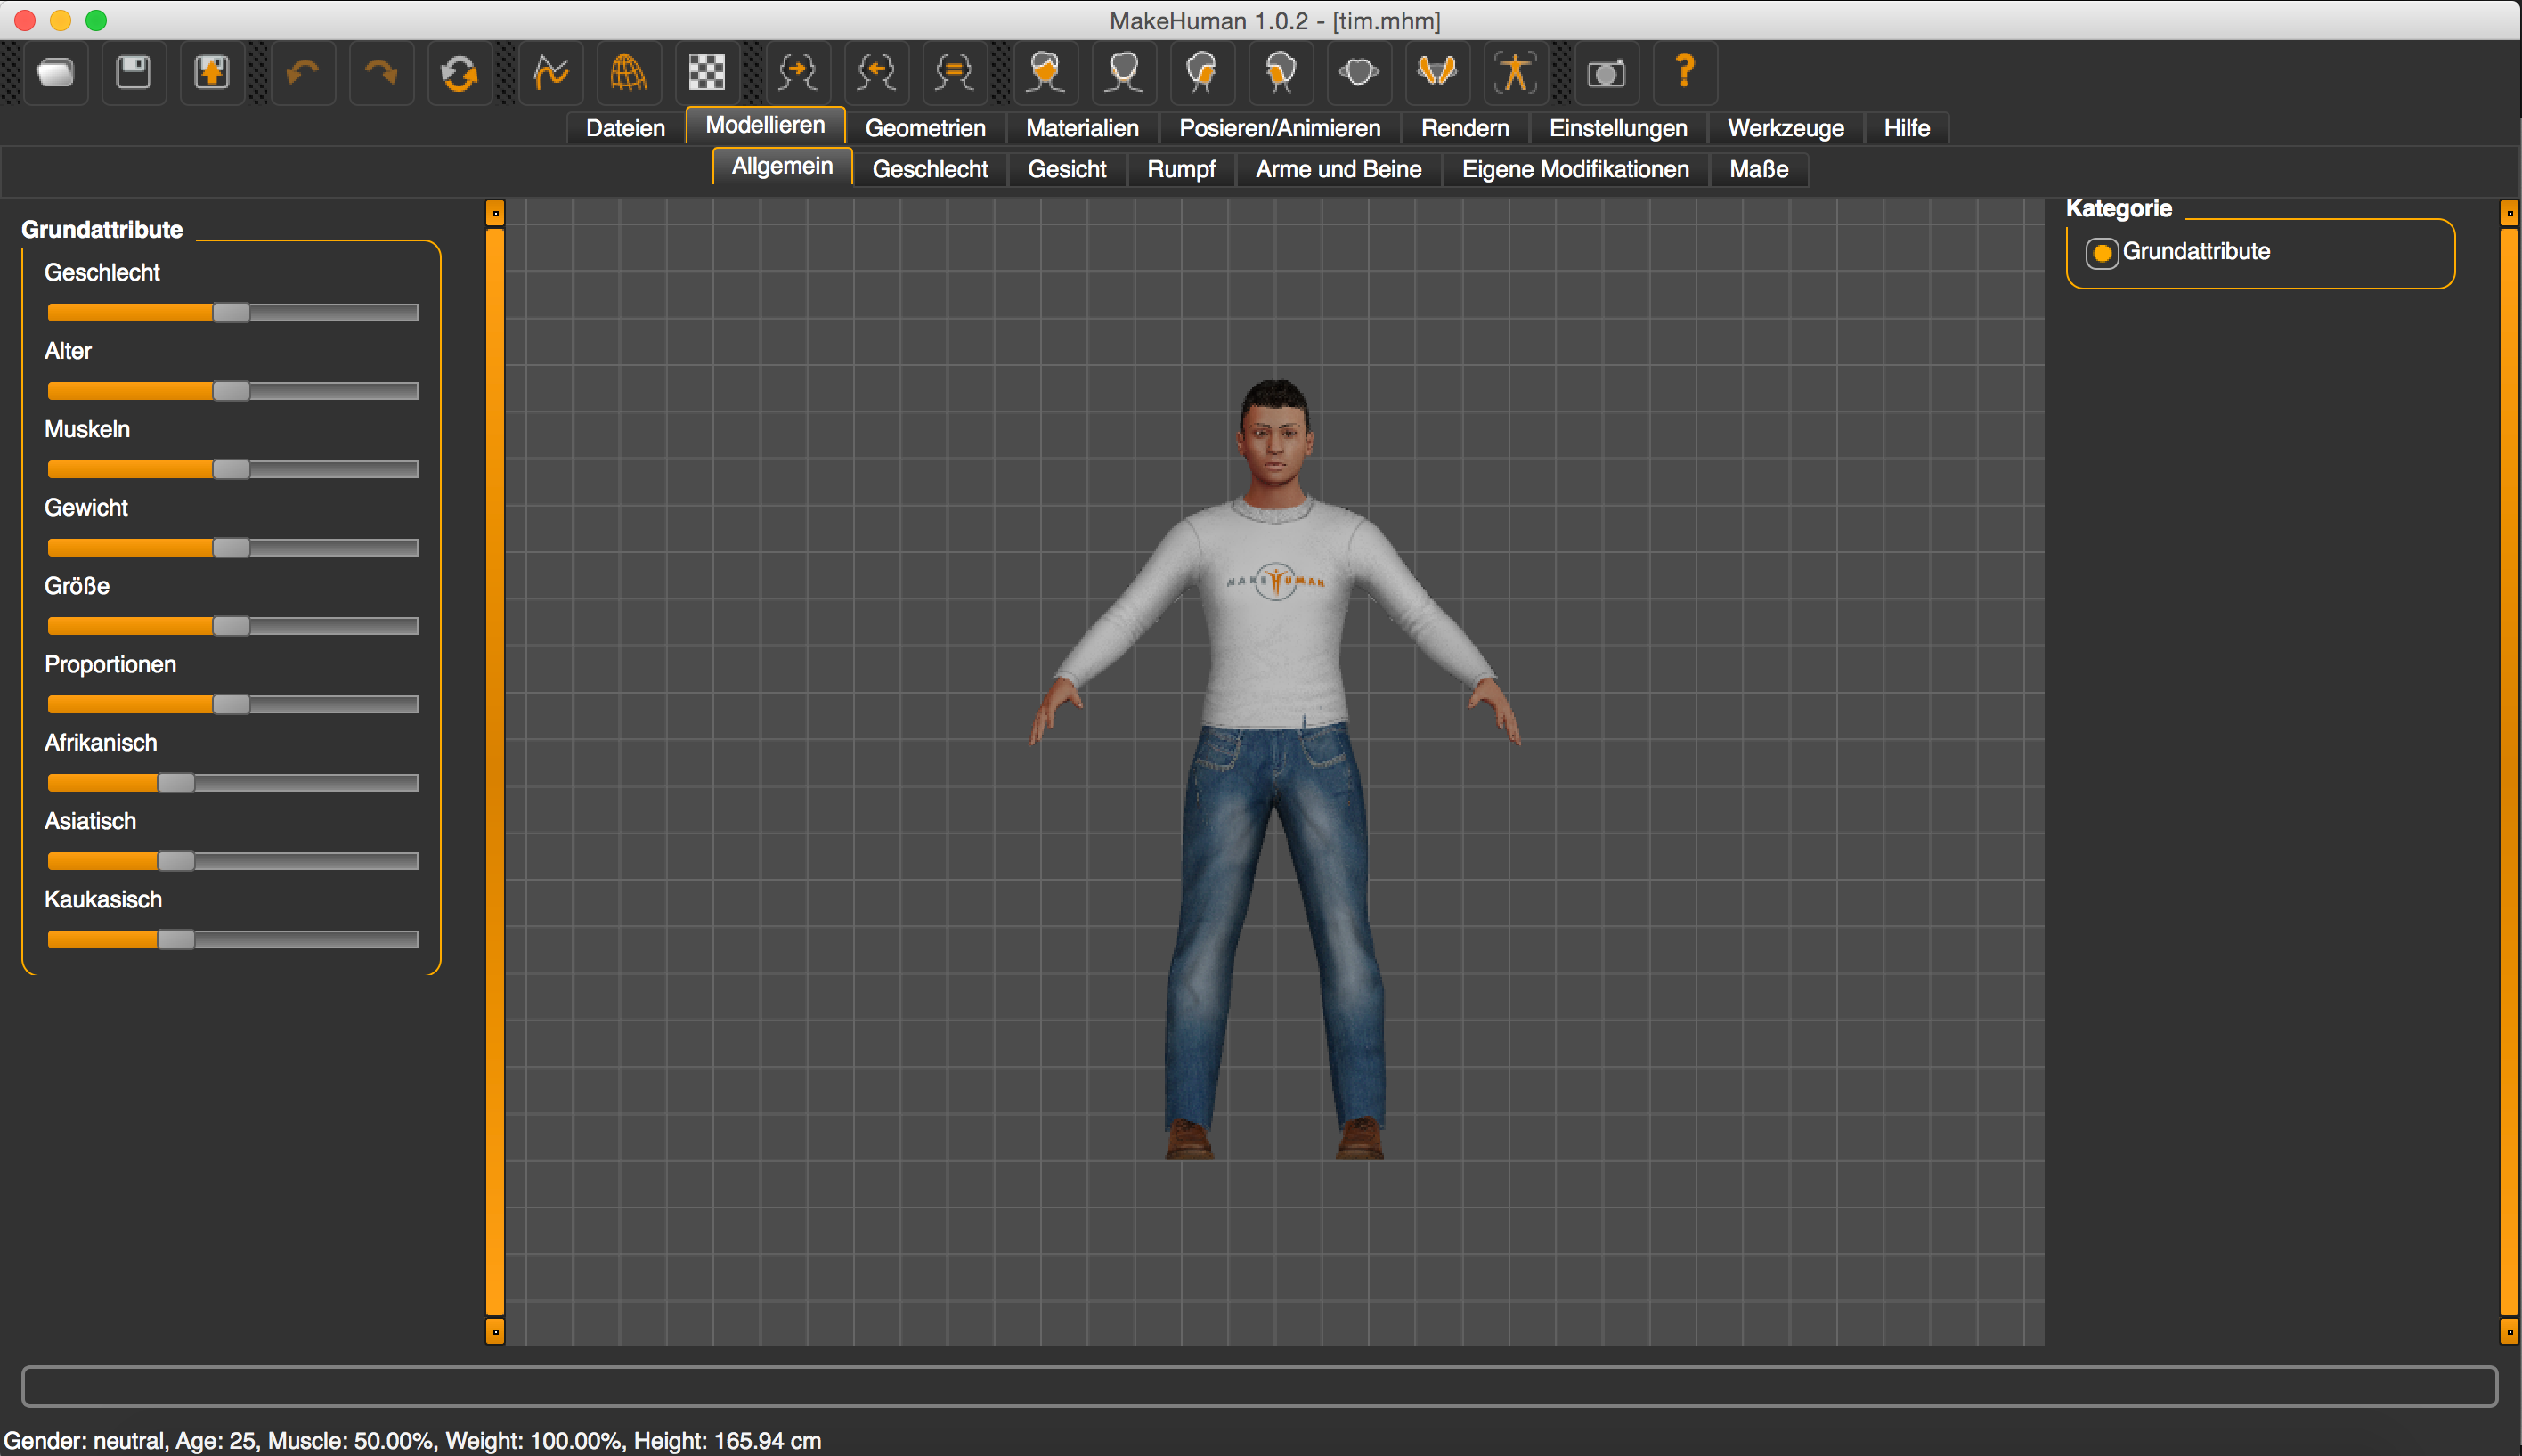 MakeHuman 1.0.2 - [tim.mhm]
Dateien Modellieren Geometrien Materialien Posieren/Animieren Rendern Einstellungen Werkzeuge Hilfe
Allgemein Geschlecht Gesicht Rumpf Arme und Beine Eigene Modifikationen Maße
Grundattribute
Geschlecht
Alter
Muskeln
Gewicht
Größe
Proportionen
Afrikanisch
Asiatisch
Kaukasisch
MAKEHUMAN
Kategorie
Grundattribute
Gender: neutral, Age: 25, Muscle: 50.00%, Weight: 100.00%, Height: 165.94 cm